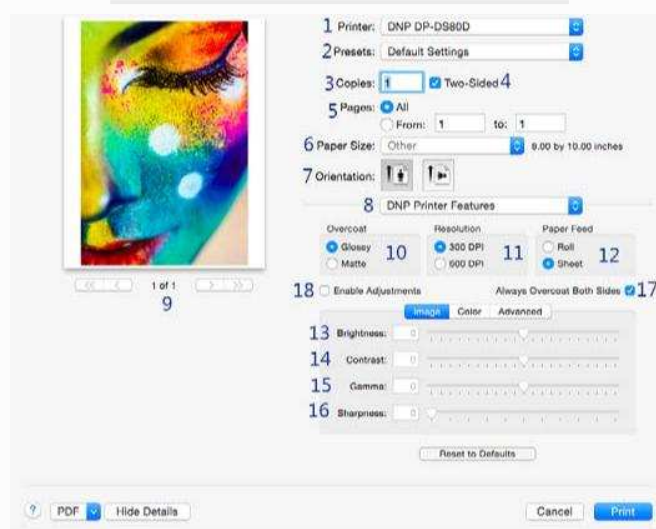 1 Printer: DNP DP-DS80D
2 Presets: Default Settings
3 Copies: 1 Two-Sided 4
5 Pages: All
From: 1 to: 1
6 Paper Size: Other 8.00 by 10.00 inches
7 Orientation:
8 DNP Printer Features
Overcoat Resolution Paper Feed
Glossy 10 300 DPI 11 Roll 12
Matte 600 DPI Sheet
1 of 1
9
18 Enable Adjustments Always Overcoat Both Sides 17
Image Color Advanced
13 Brightness: 0
14 Contrast: 0
15 Gamma: 0
16 Sharpness: 0
Reset to Defaults
? PDF Hide Details Cancel Print